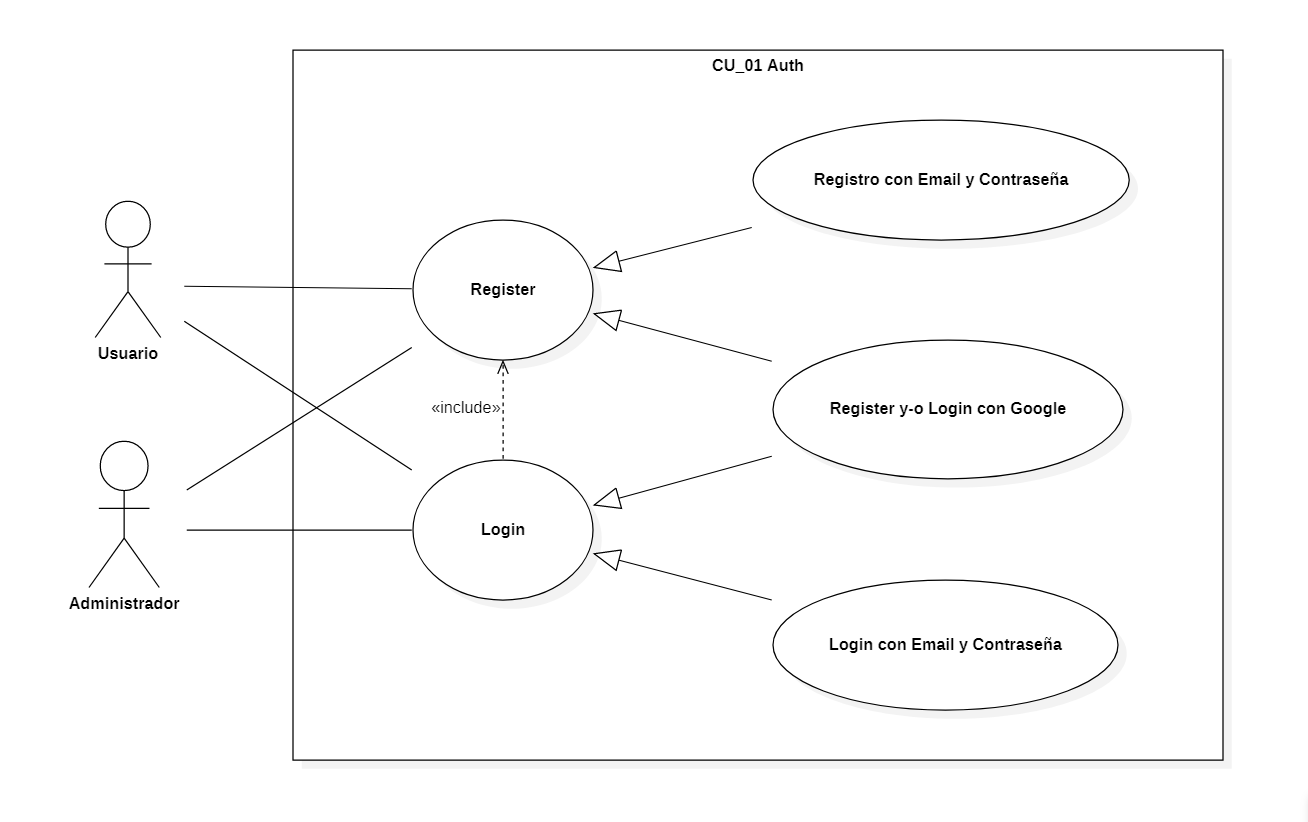 CU_01 Auth
Registro con Email y Contraseña
Register
Usuario
«include»
Register y-o Login con Google
Login
Administrador
Login con Email y Contraseña